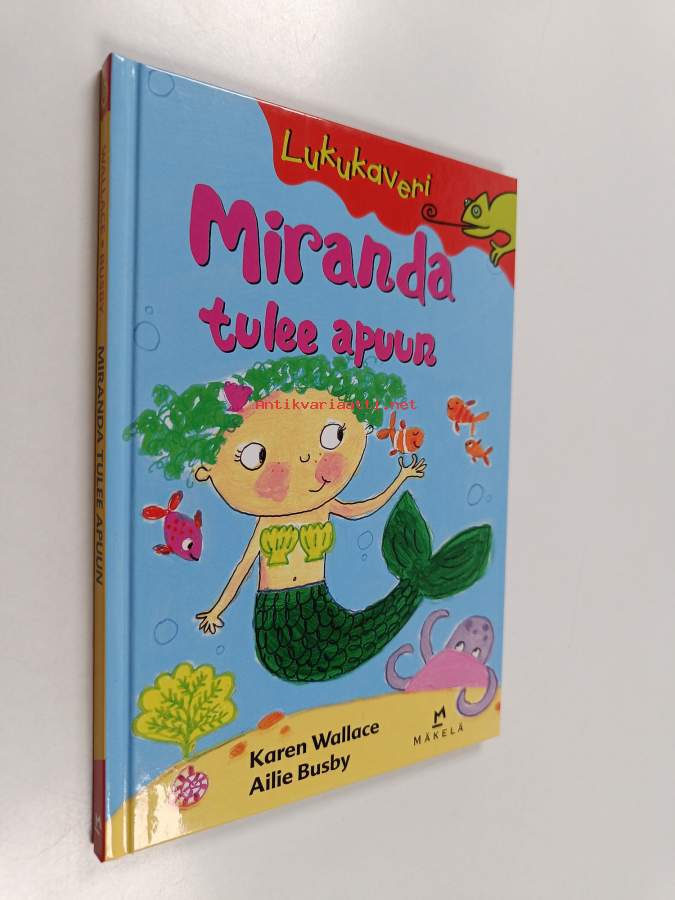 Lukukaveri
Miranda
tulee apuun
Antikvariaatti.net
Karen Wallace
Ailie Busby
M
MÄKELÄ
WALLACE • BUSBY MIRANDA TULEE APUUN
M